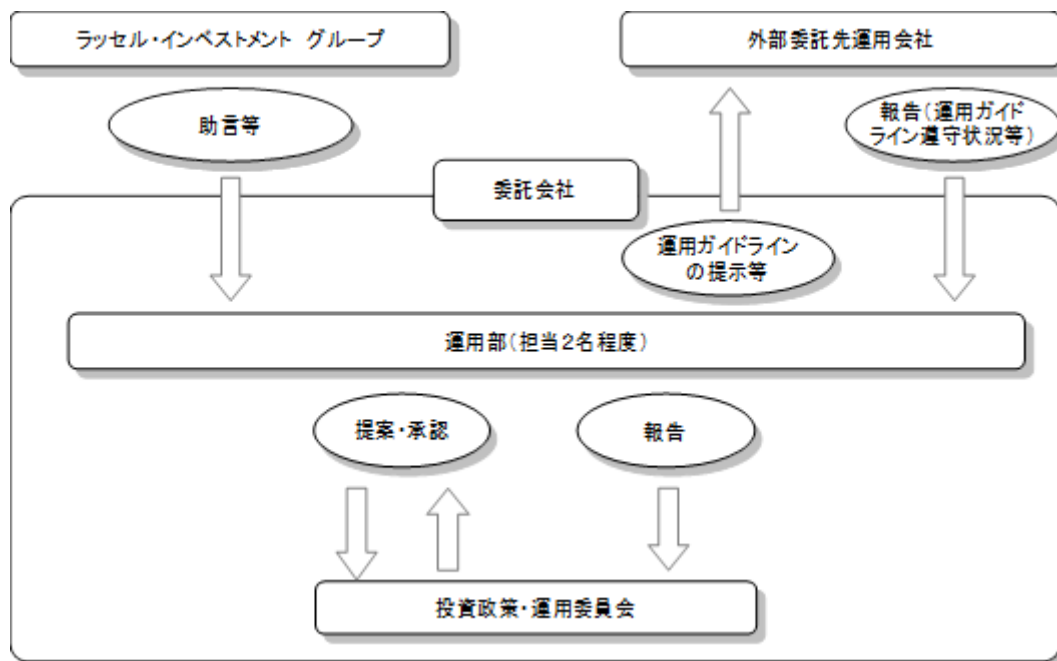 ラッセル・インベストメント グループ
外部委託先運用会社
助言等
報告(運用ガイド
ライン遵守状況等)
委託会社
運用ガイドライン
の提示等
運用部(担当2名程度)
提案・承認
報告
投資政策・運用委員会